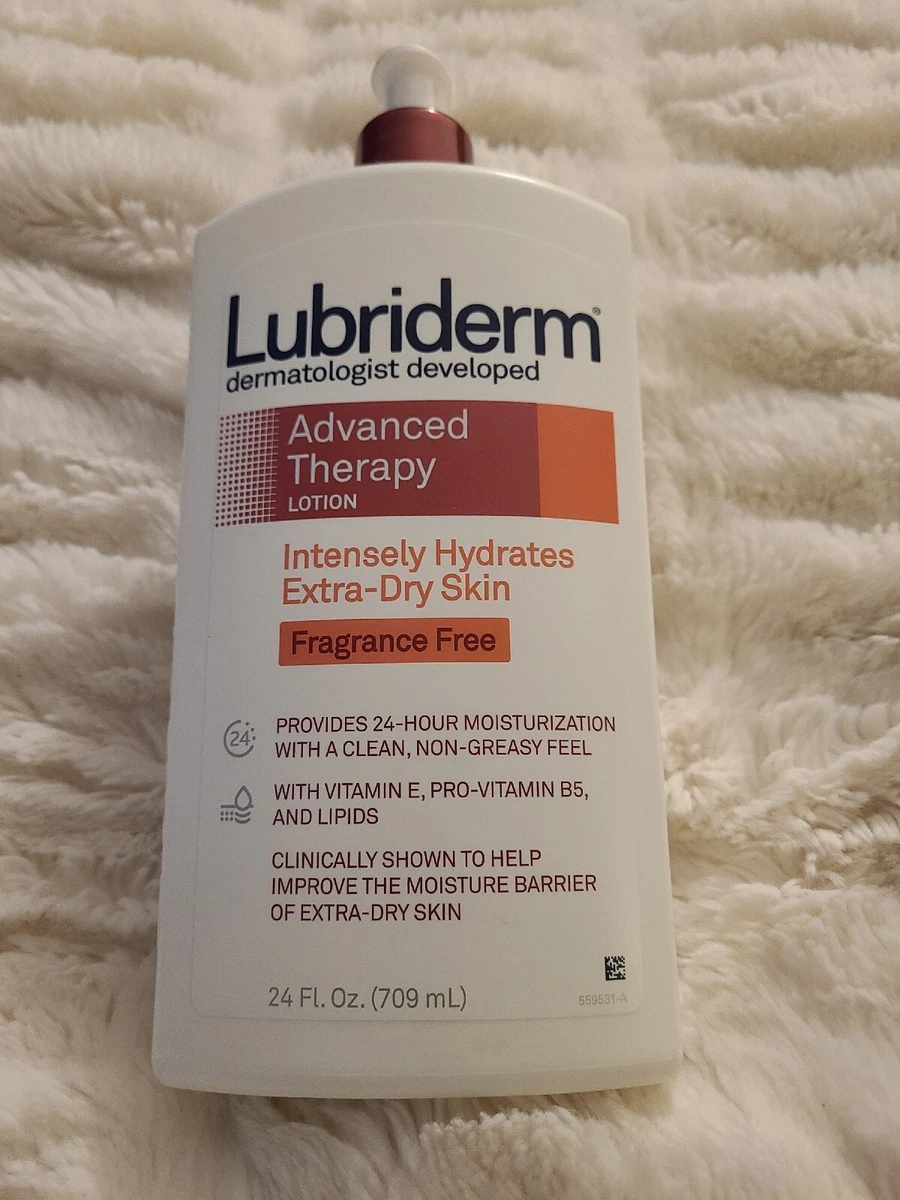 Lubriderm®
dermatologist developed
Advanced
Therapy
LOTION
Intensely Hydrates
Extra-Dry Skin
Fragrance Free
24
PROVIDES 24-HOUR MOISTURIZATION
WITH A CLEAN, NON-GREASY FEEL
WITH VITAMIN E, PRO-VITAMIN B5,
AND LIPIDS
CLINICALLY SHOWN TO HELP
IMPROVE THE MOISTURE BARRIER
OF EXTRA-DRY SKIN
24 Fl. Oz. (709 mL)
559531-A